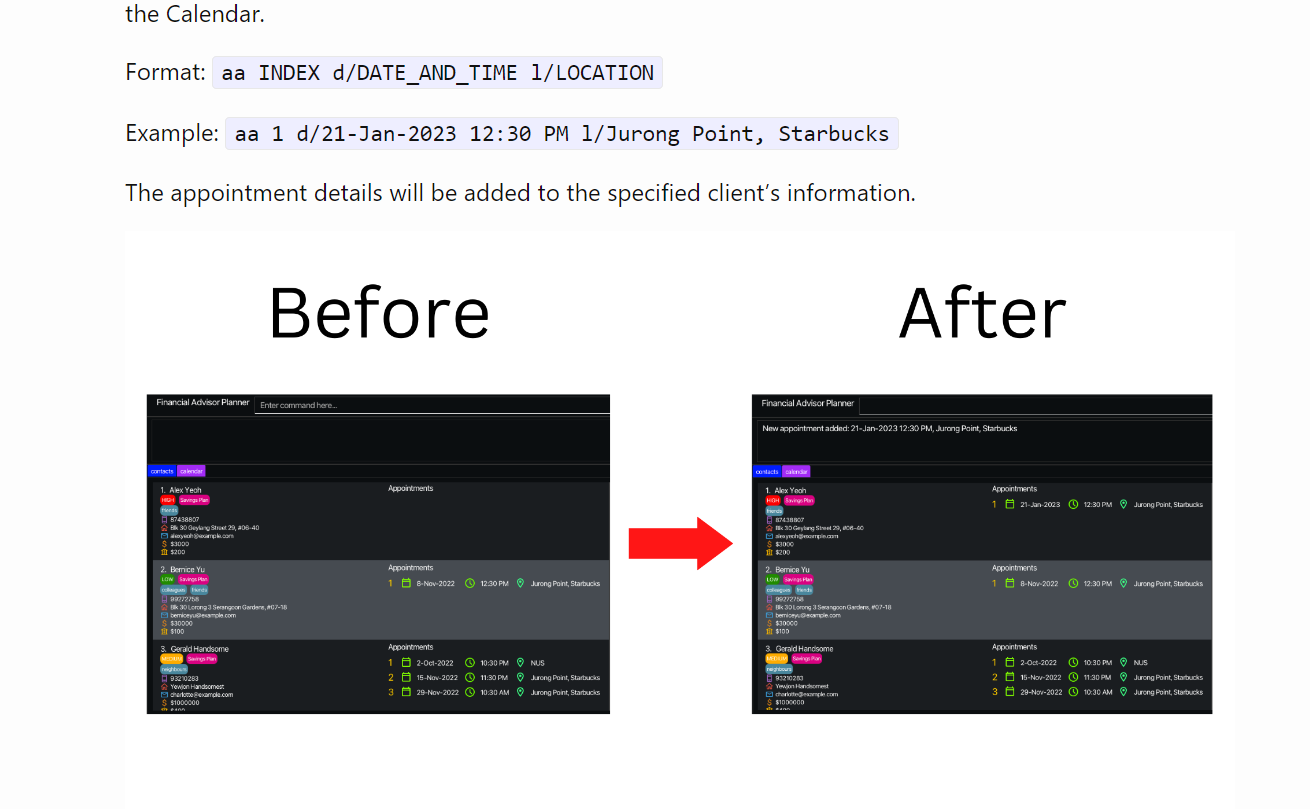 the Calendar.
Format: aa INDEX d/DATE_AND_TIME l/LOCATION
Example: aa 1 d/21-Jan-2023 12:30 PM l/Jurong Point, Starbucks
The appointment details will be added to the specified client’s information.
Before
After
Financial Advisor Planner Enter command here...
contacts calendar
1. Alex Yeoh Appointments
HIGH Savings Plan
friends
87438807
Blk 30 Geylang Street 29, #06-40
alexyeoh@example.com
$3000
$200
2. Bernice Yu Appointments
LOW Savings Plan 1 8-Nov-2022 12:30 PM Jurong Point, Starbucks
colleagues friends
99272758
Blk 30 Lorong 3 Serangoon Gardens, #07-18
berniceyu@example.com
$30000
$100
3. Gerald Handsome Appointments
MEDIUM Savings Plan 1 2-Oct-2022 10:30 PM NUS
neighbours 2 15-Nov-2022 11:30 PM Jurong Point, Starbucks
93210283 3 29-Nov-2022 10:30 AM Jurong Point, Starbucks
Yewjon Handsomest
charlotte@example.com
$1000000
Financial Advisor Planner
New appointment added: 21-Jan-2023 12:30 PM, Jurong Point, Starbucks
contacts calendar
1. Alex Yeoh Appointments
HIGH Savings Plan 1 21-Jan-2023 12:30 PM Jurong Point, Starbucks
friends
87438807
Blk 30 Geylang Street 29, #06-40
alexyeoh@example.com
$3000
$200
2. Bernice Yu Appointments
LOW Savings Plan 1 8-Nov-2022 12:30 PM Jurong Point, Starbucks
colleagues friends
99272758
Blk 30 Lorong 3 Serangoon Gardens, #07-18
berniceyu@example.com
$30000
$100
3. Gerald Handsome Appointments
MEDIUM Savings Plan 1 2-Oct-2022 10:30 PM NUS
neighbours 2 15-Nov-2022 11:30 PM Jurong Point, Starbucks
93210283 3 29-Nov-2022 10:30 AM Jurong Point, Starbucks
Yewjon Handsomest
charlotte@example.com
$1000000